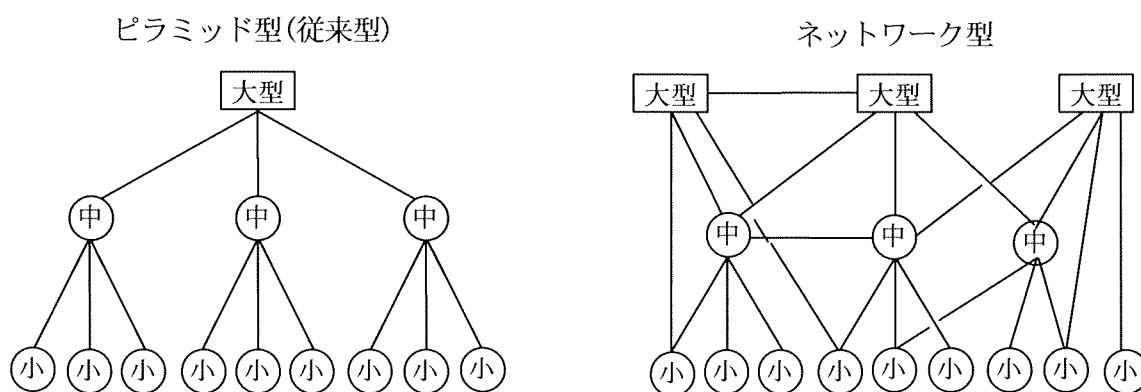 ピラミッド型(従来型)
大型
中 中 中
小 小 小 小 小 小 小 小 小
ネットワーク型
大型 大型 大型
中 中 中
小 小 小 小 小 小 小 小 小